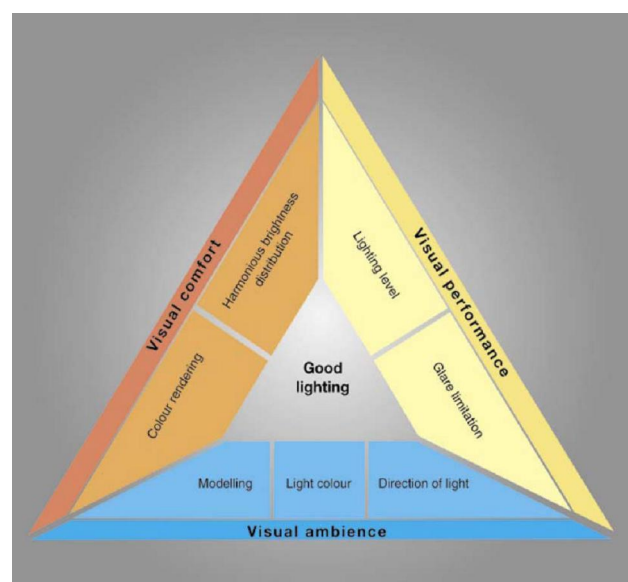 Visual comfort
Harmonious brightness
distribution
Colour rendering
Visual performance
Lighting level
Glare limitation
Good
lighting
Modelling
Light colour
Direction of light
Visual ambience